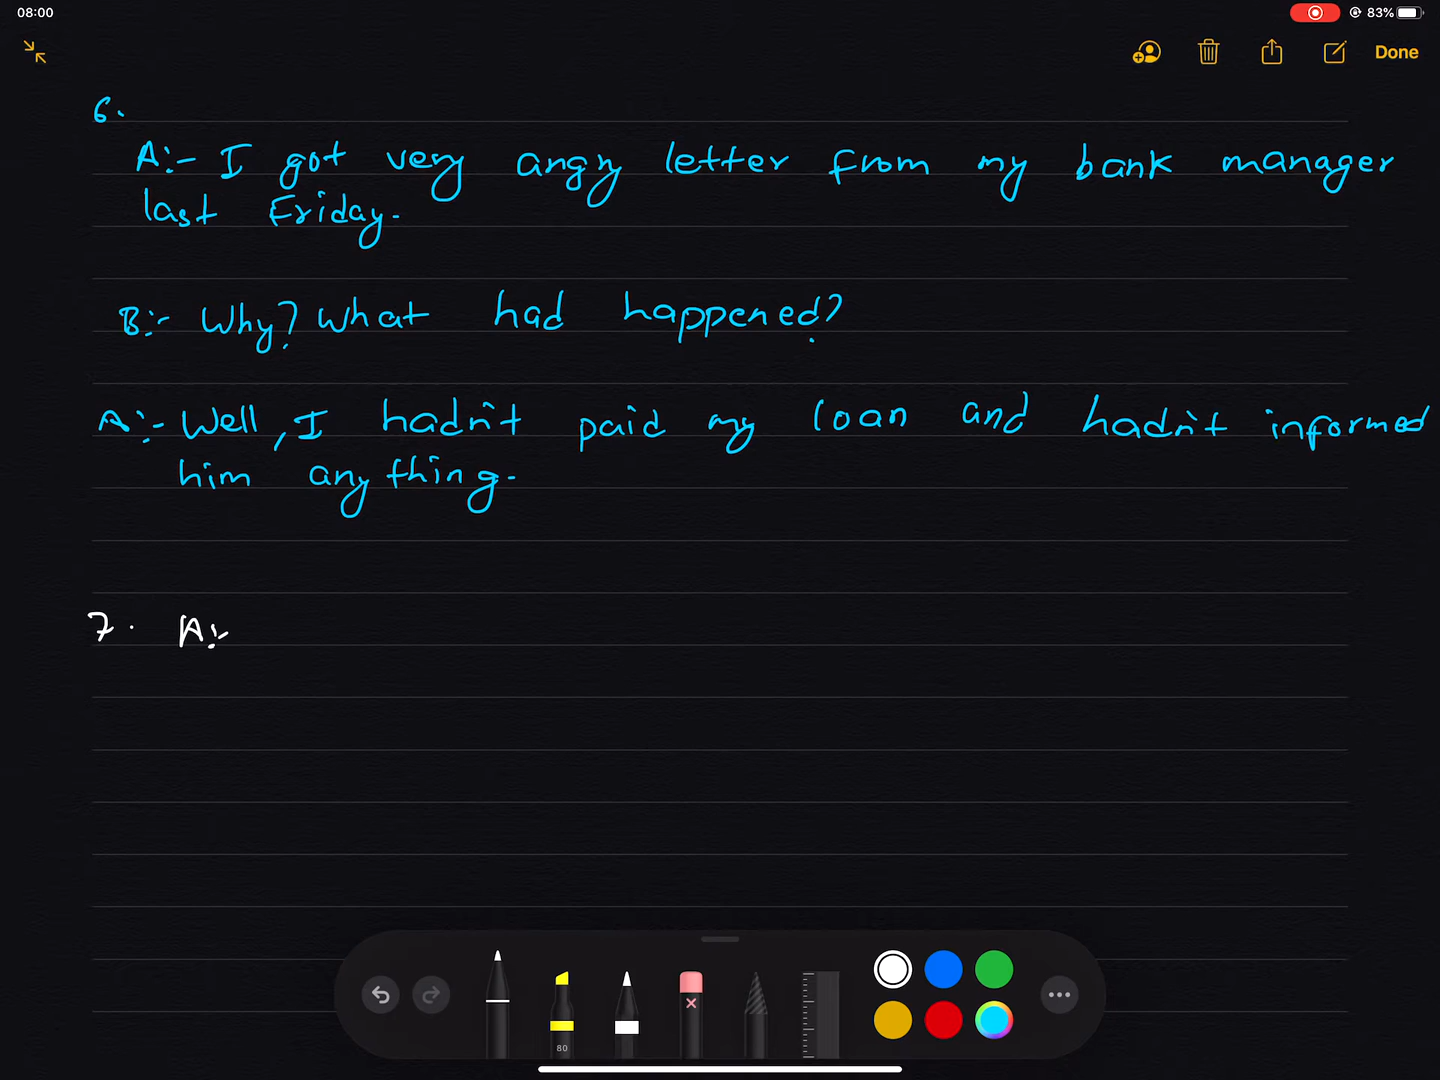 08:00
83%
Done
6.
A:- I got very angry letter from my bank manager
last Friday.
B:- Why? What had happened?
A:- Well, I hadn't paid my loan and hadn't informed
him anything.
7. A:-
80